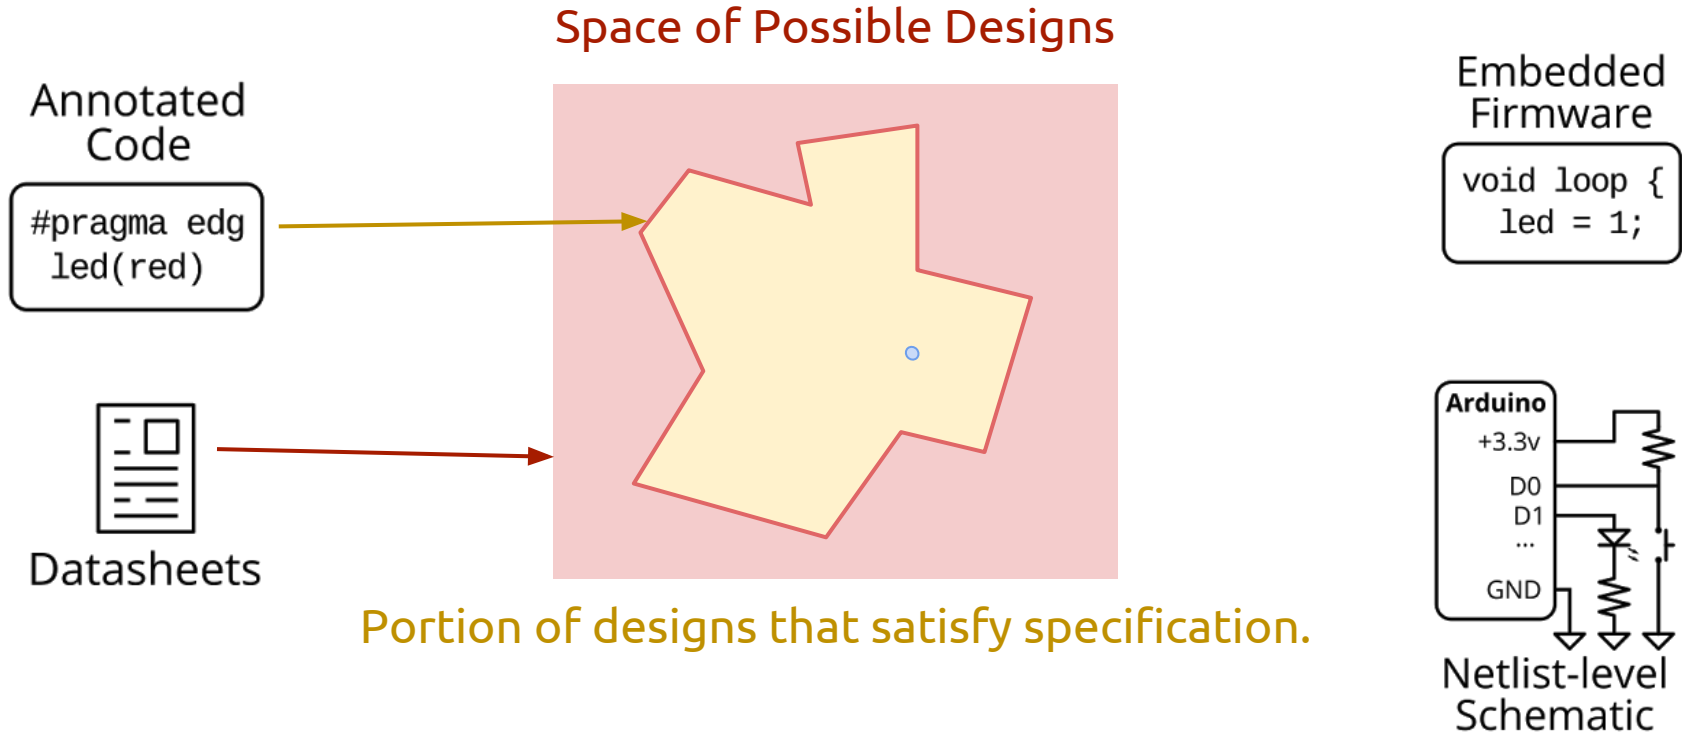 Space of Possible Designs
Annotated
Code
#pragma edg
led(red)
Datasheets
Portion of designs that satisfy specification.
Embedded
Firmware
void loop {
led = 1;
Arduino
+3.3v
D0
D1
...
GND
Netlist-level
Schematic